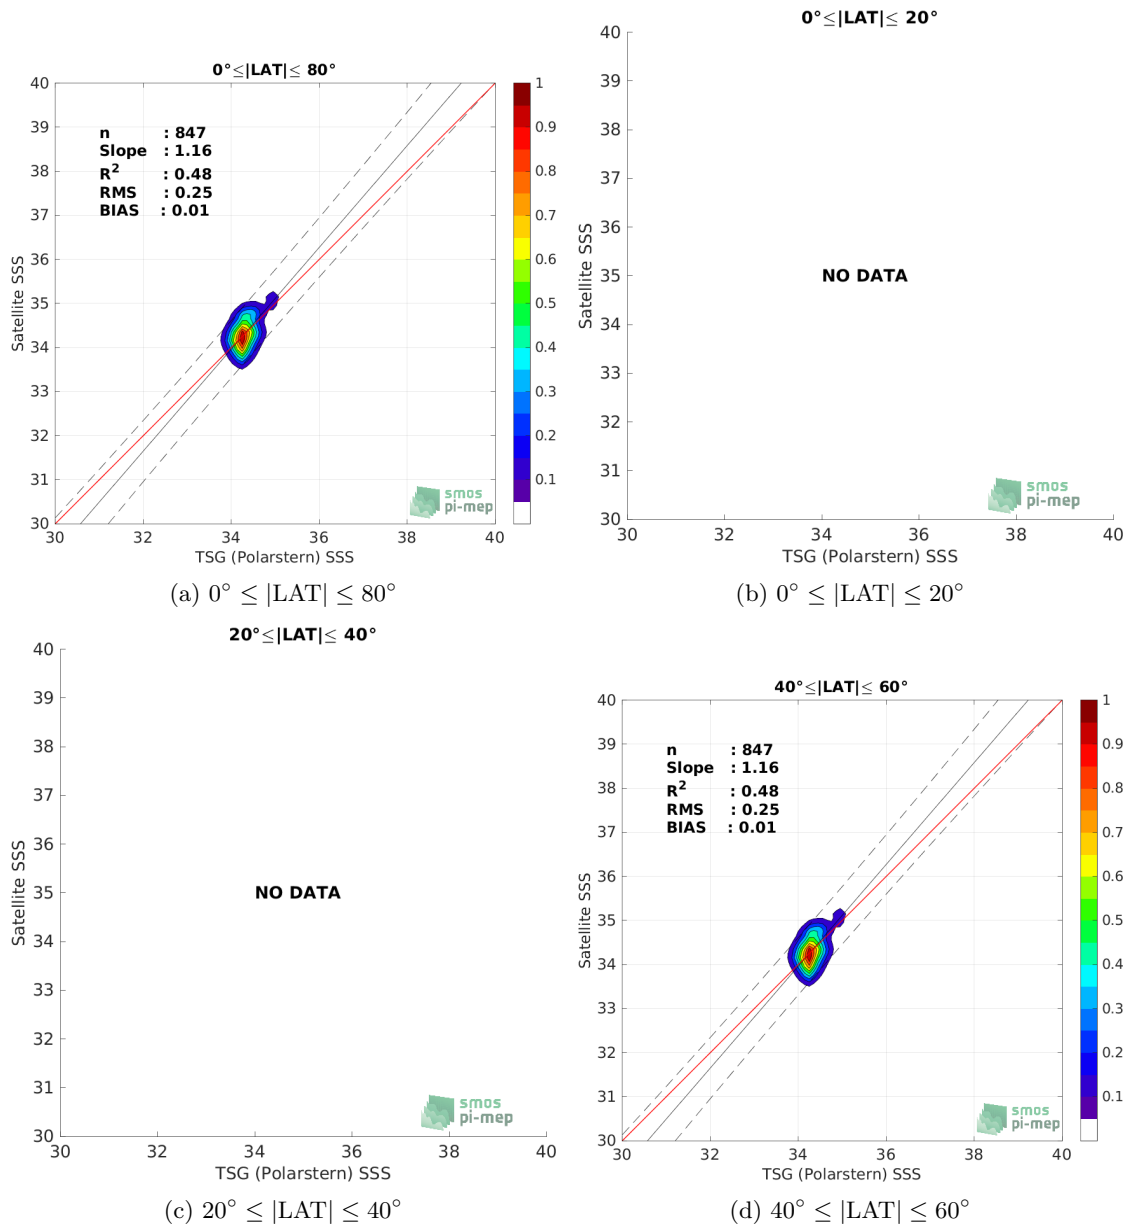 0°≤|LAT|≤ 80°
40
39
38
37
36
35
34
33
32
31
30
Satellite SSS
n : 847
Slope : 1.16
R² : 0.48
RMS : 0.25
BIAS : 0.01
1
0.9
0.8
0.7
0.6
0.5
0.4
0.3
0.2
0.1
smos
pi-mep
30 32 34 36 38 40
TSG (Polarstern) SSS
(a) 0° ≤ |LAT| ≤ 80°
0°≤|LAT|≤ 20°
40
39
38
37
36
35
34
33
32
31
30
Satellite SSS
NO DATA
smos
pi-mep
30 32 34 36 38 40
TSG (Polarstern) SSS
(b) 0° ≤ |LAT| ≤ 20°
20°≤|LAT|≤ 40°
40
39
38
37
36
35
34
33
32
31
30
Satellite SSS
NO DATA
smos
pi-mep
30 32 34 36 38 40
TSG (Polarstern) SSS
(c) 20° ≤ |LAT| ≤ 40°
40°≤|LAT|≤ 60°
40
39
38
37
36
35
34
33
32
31
30
Satellite SSS
n : 847
Slope : 1.16
R² : 0.48
RMS : 0.25
BIAS : 0.01
1
0.9
0.8
0.7
0.6
0.5
0.4
0.3
0.2
0.1
smos
pi-mep
30 32 34 36 38 40
TSG (Polarstern) SSS
(d) 40° ≤ |LAT| ≤ 60°